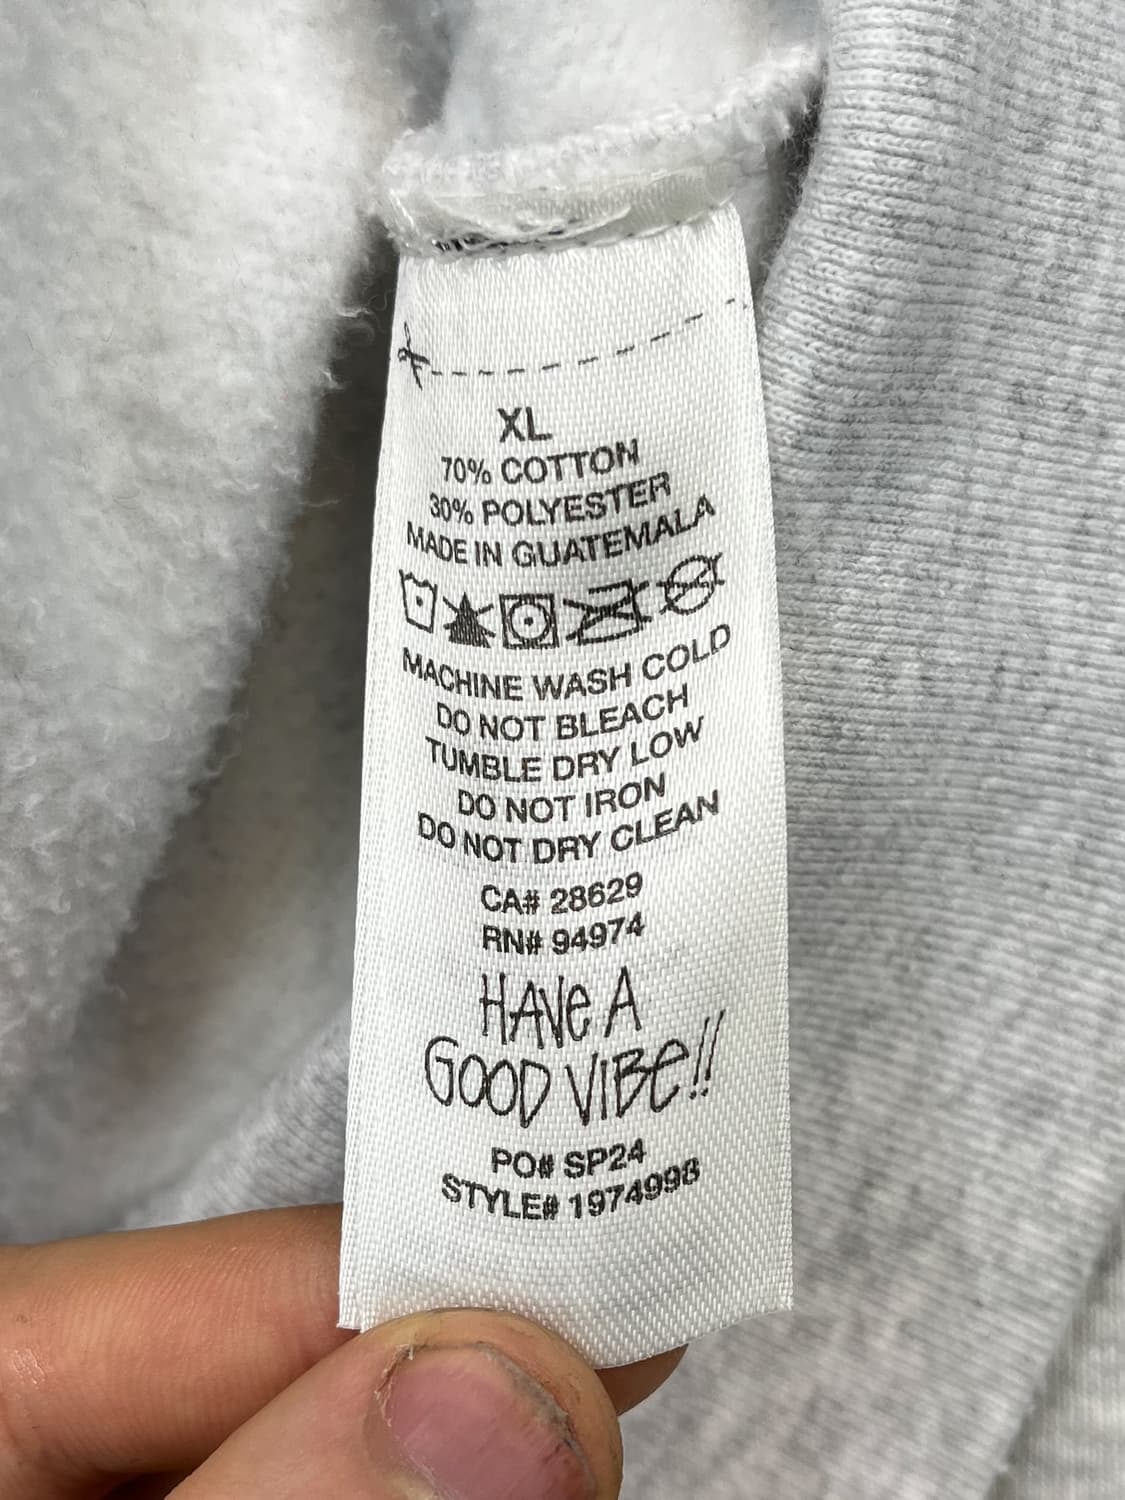 XL
70% COTTON
30% POLYESTER
MADE IN GUATEMALA
MACHINE WASH COLD
DO NOT BLEACH
TUMBLE DRY LOW
DO NOT IRON
DO NOT DRY CLEAN
CA# 28629
RN# 94974
HAVe A
GOOD VIBe!!
PO# SP24
STYLE# 1974998